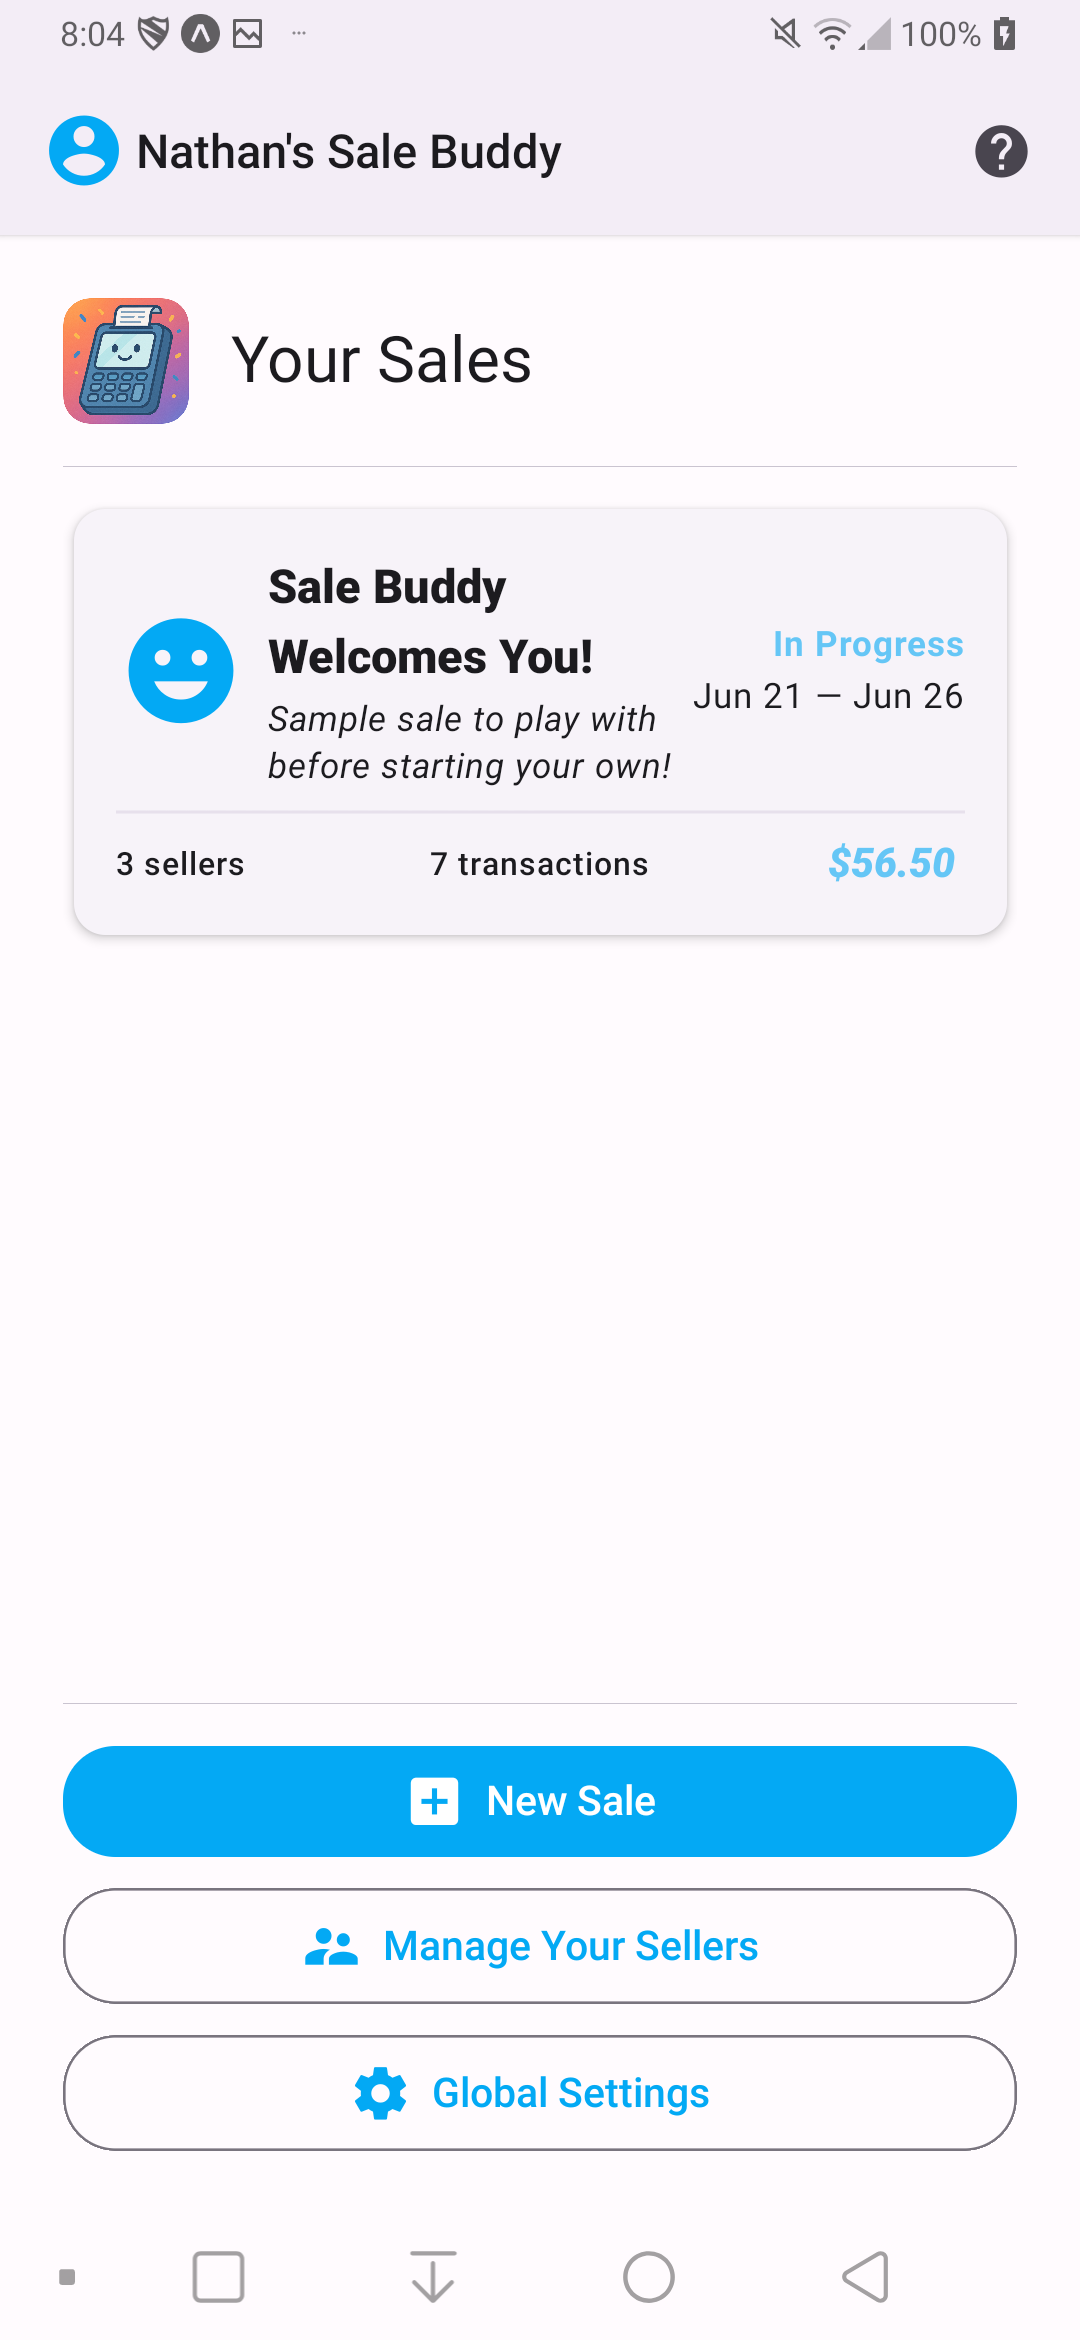 8:04 ... 100%
Nathan's Sale Buddy ?
Your Sales
Sale Buddy
Welcomes You!
Sample sale to play with
before starting your own!
In Progress
Jun 21 — Jun 26
3 sellers 7 transactions $56.50
New Sale
Manage Your Sellers
Global Settings